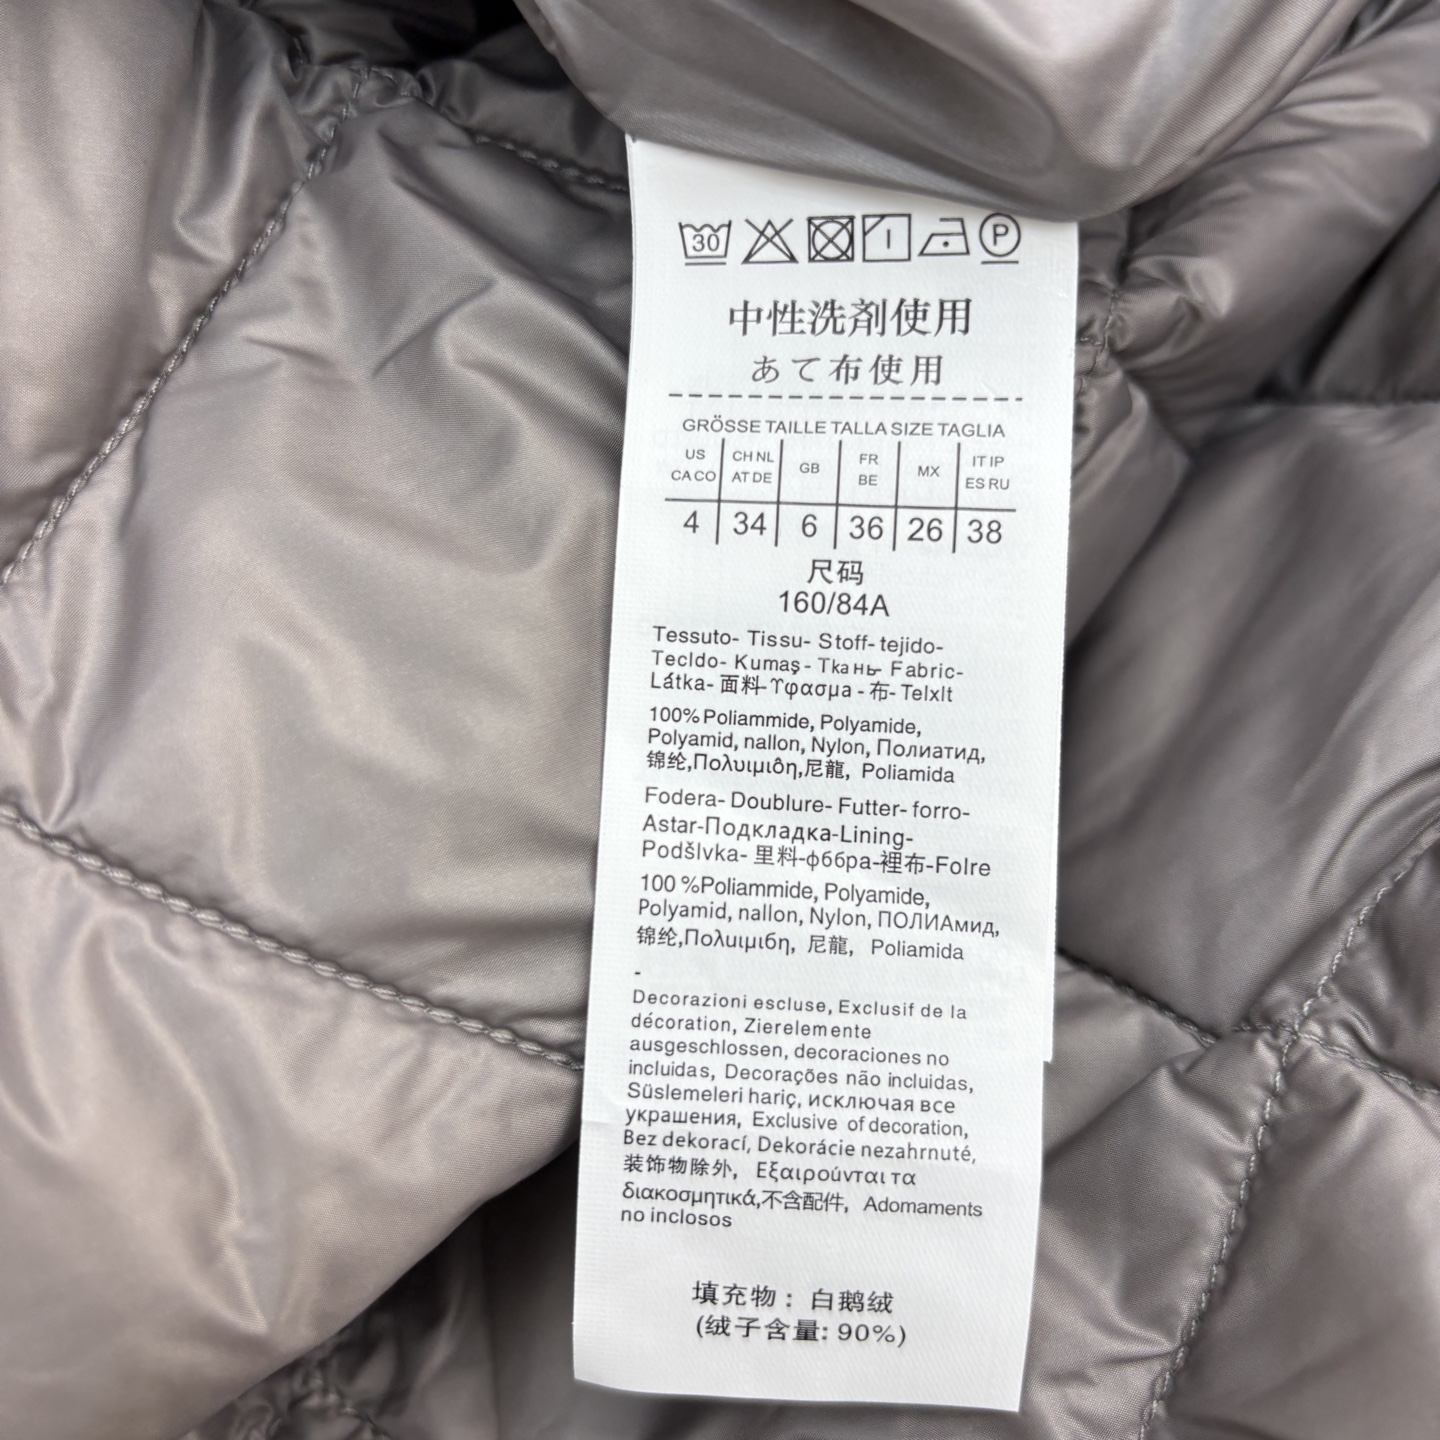 30 P
中性洗剤使用
あて布使用
GRÖSSE TAILLE TALLA SIZE TAGLIA
US CH NL GB FR MX IT IP
CA CO AT DE BE ES RU
4 34 6 36 26 38
尺码
160/84A
Tessuto- Tissu- Stoff- tejido-
Tecldo- Kumaş - Ткань- Fabric-
Látka- 面料-Υφασμα - 布- Telxlt
100% Poliammide, Polyamide,
Polyamid, nallon, Nylon, Полиатид,
锦纶,Πολυιμιδη,尼龍, Poliamida
Fodera- Doublure- Futter- forro-
Astar-Подкладка-Lining-
Podšlvka- 里料-фббра-裡布-Folre
100 %Poliammide, Polyamide,
Polyamid, nallon, Nylon, ПОЛИАмид,
锦纶,Πολυιμιбη, 尼龍, Poliamida
-
Decorazioni escluse, Exclusif de la
décoration, Zierelemente
ausgeschlossen, decoraciones no
incluidas, Decorações não incluidas,
Süslemeleri hariç, исключая все
украшения, Exclusive of decoration,
Bez dekorací, Dekorácie nezahrnuté,
装饰物除外, Εξαιρούνται τα
διακοσμητικά,不含配件, Adomaments
no inclosos
填充物：白鹅绒
(绒子含量: 90%)